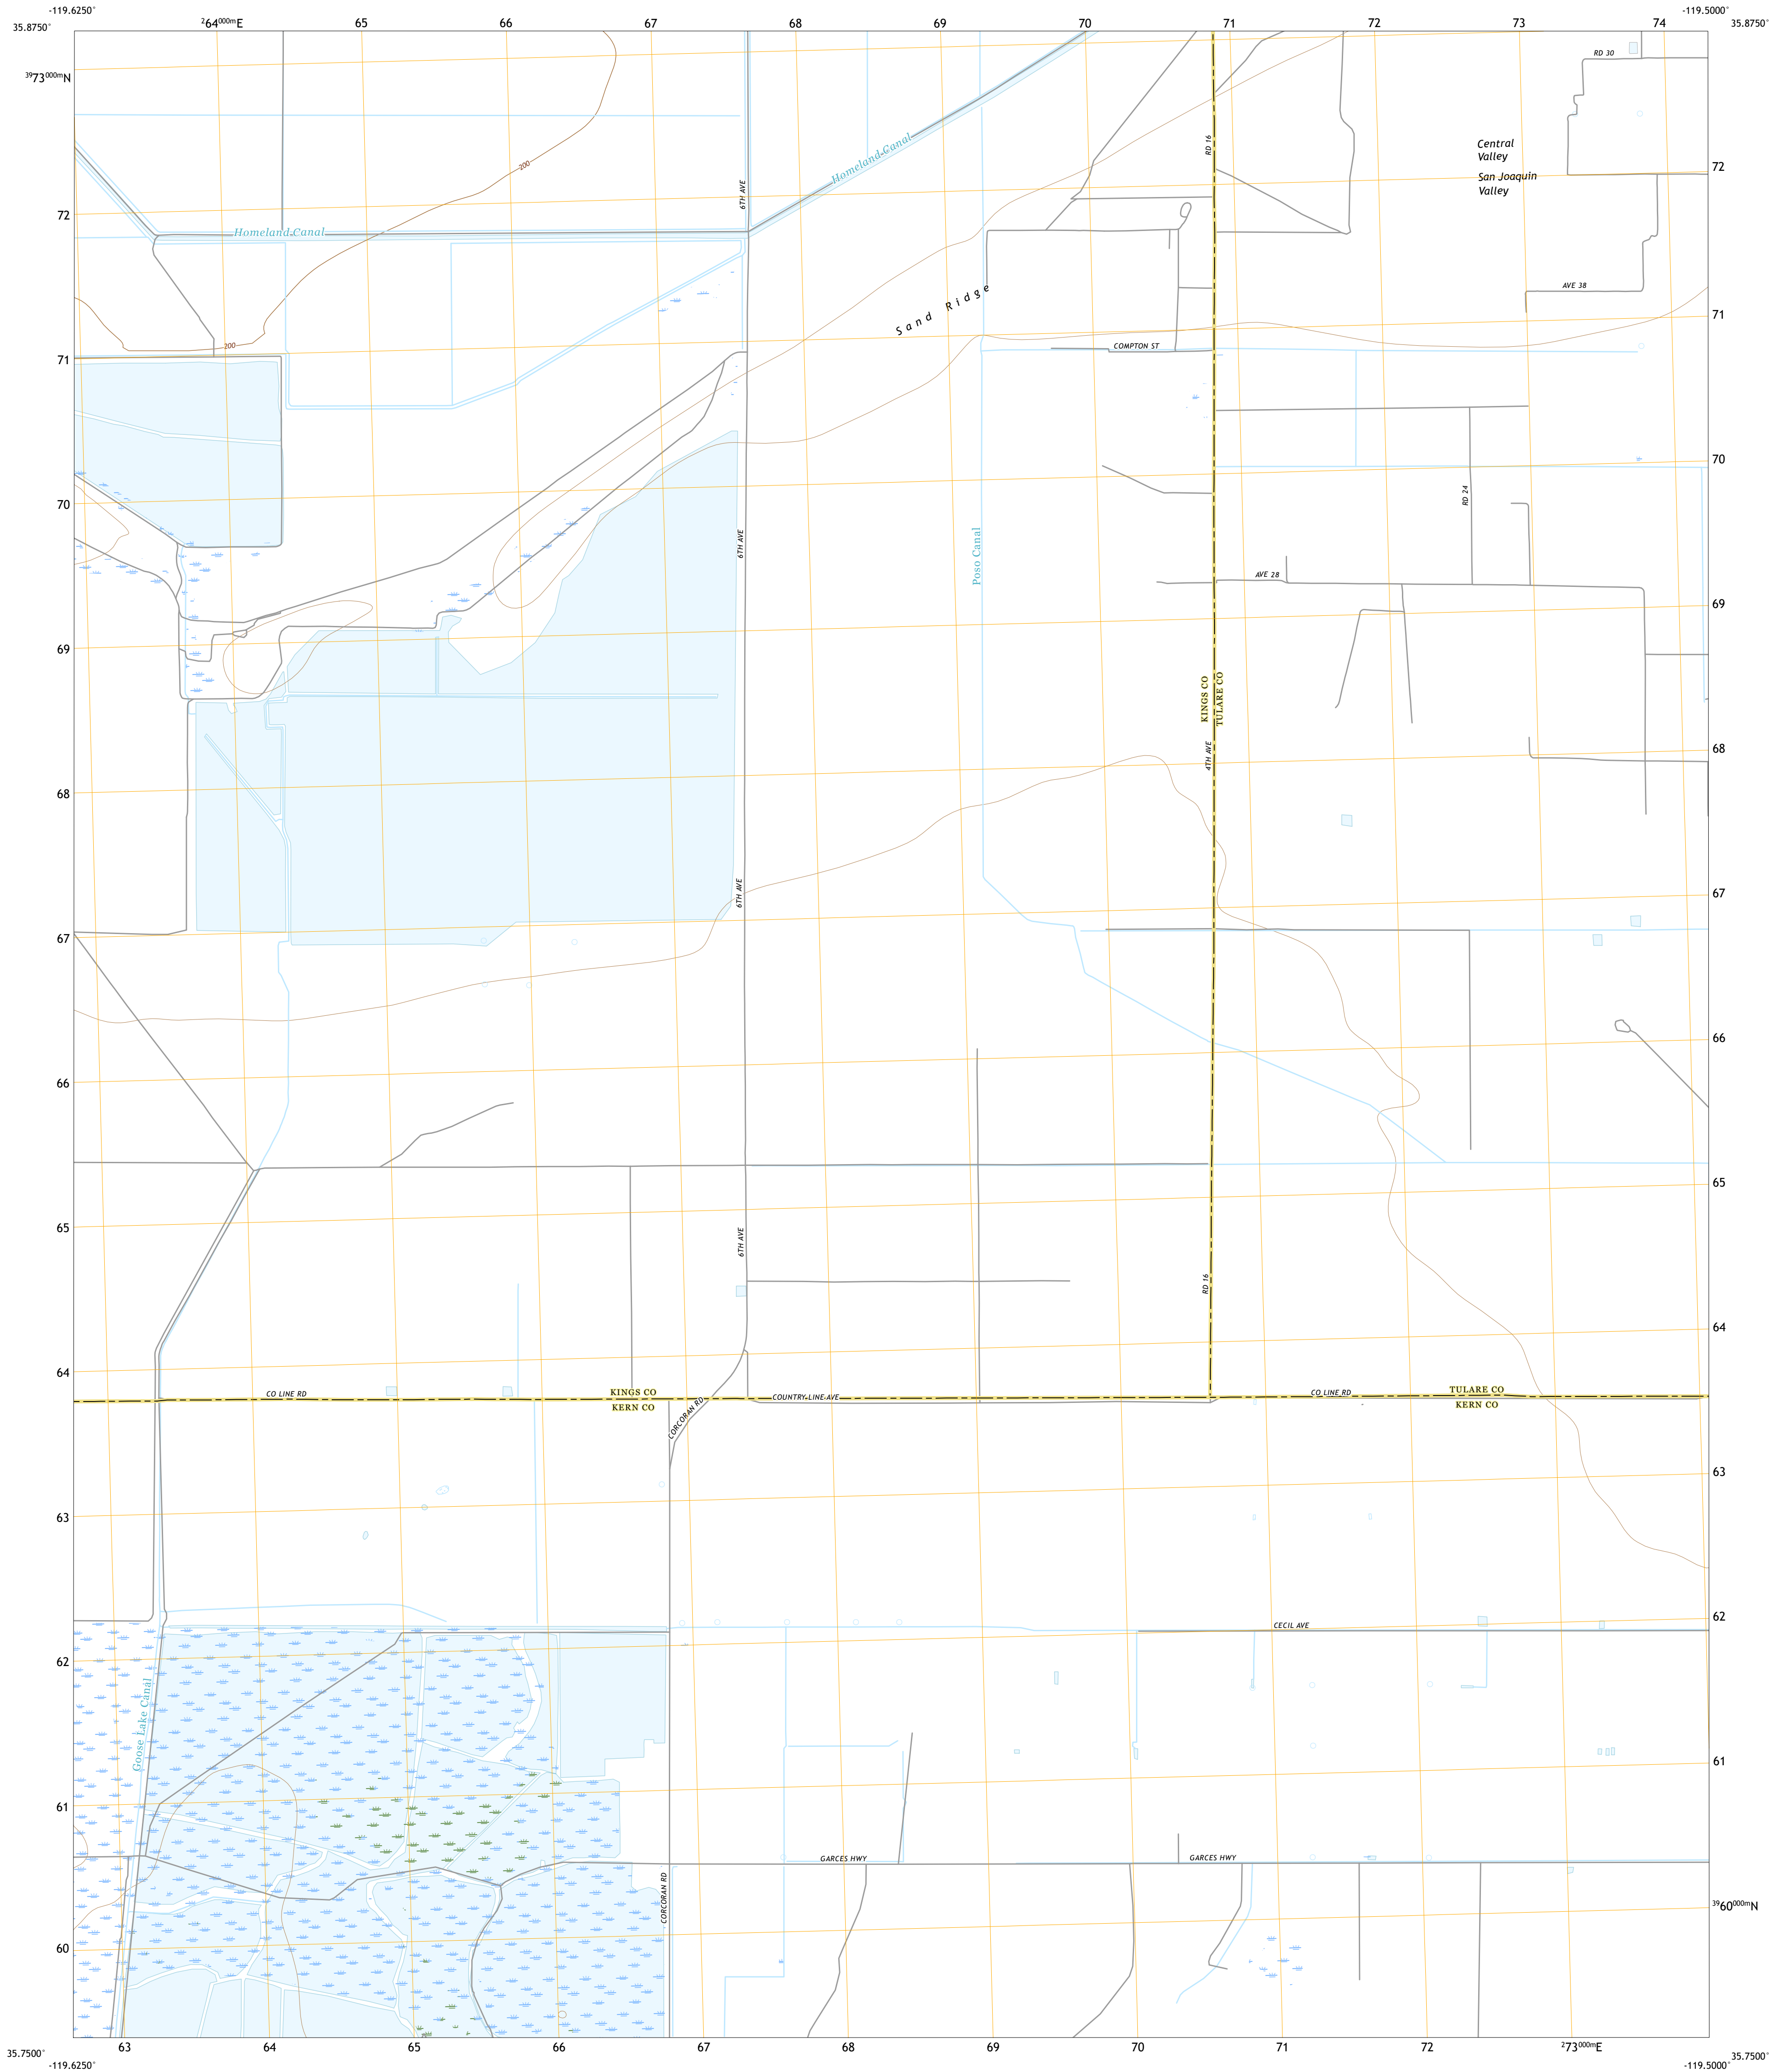 -119.6250°
-119.5000°
35.8750°
264000mE
65
66
67
68
69
70
71
72
73
74
35.8750°
RD 30
3973000mN
RD 16
Central
Valley
San Joaquin
Valley
Homeland Canal
200
72
6TH AVE
72
Homeland Canal
AVE 38
Sand Ridge
71
200
COMPTON ST
71
70
RD 24
70
6TH AVE
Poso Canal
AVE 28
69
69
KINGS CO
TULARE CO
4TH AVE
68
68
6TH AVE
67
67
66
66
65
65
6TH AVE
RD 16
64
64
CO LINE RD
KINGS CO
KERN CO
COUNTRY LINE AVE
CO LINE RD
TULARE CO
KERN CO
CORCORAN RD
63
63
62
CECIL AVE
62
Goose Lake Canal
61
61
GARCES HWY
GARCES HWY
CORCORAN RD
3960000mN
60
35.7500°
63
64
65
66
67
68
69
70
71
72
273000mE
35.7500°
-119.6250°
-119.5000°